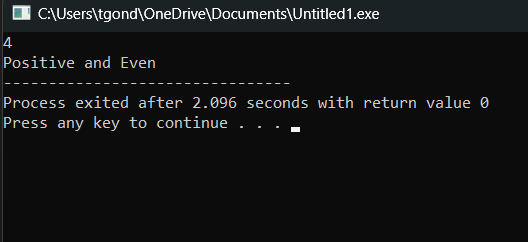 C:\Users\tgond\OneDrive\Documents\Untitled1.exe
4
Positive and Even
--------------------------------
Process exited after 2.096 seconds with return value 0
Press any key to continue . . .